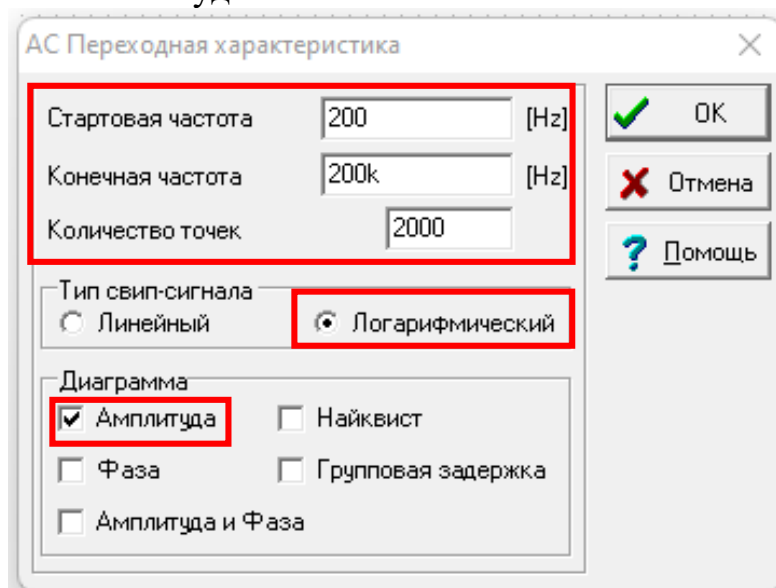 АС Переходная характеристика
Стартовая частота 200 [Hz]
Конечная частота 200k [Hz]
Количество точек 2000
OK
Отмена
Помощь
Тип свип-сигнала
Линейный Логарифмический
Диаграмма
Амплитуда Найквист
Фаза Групповая задержка
Амплитуда и Фаза